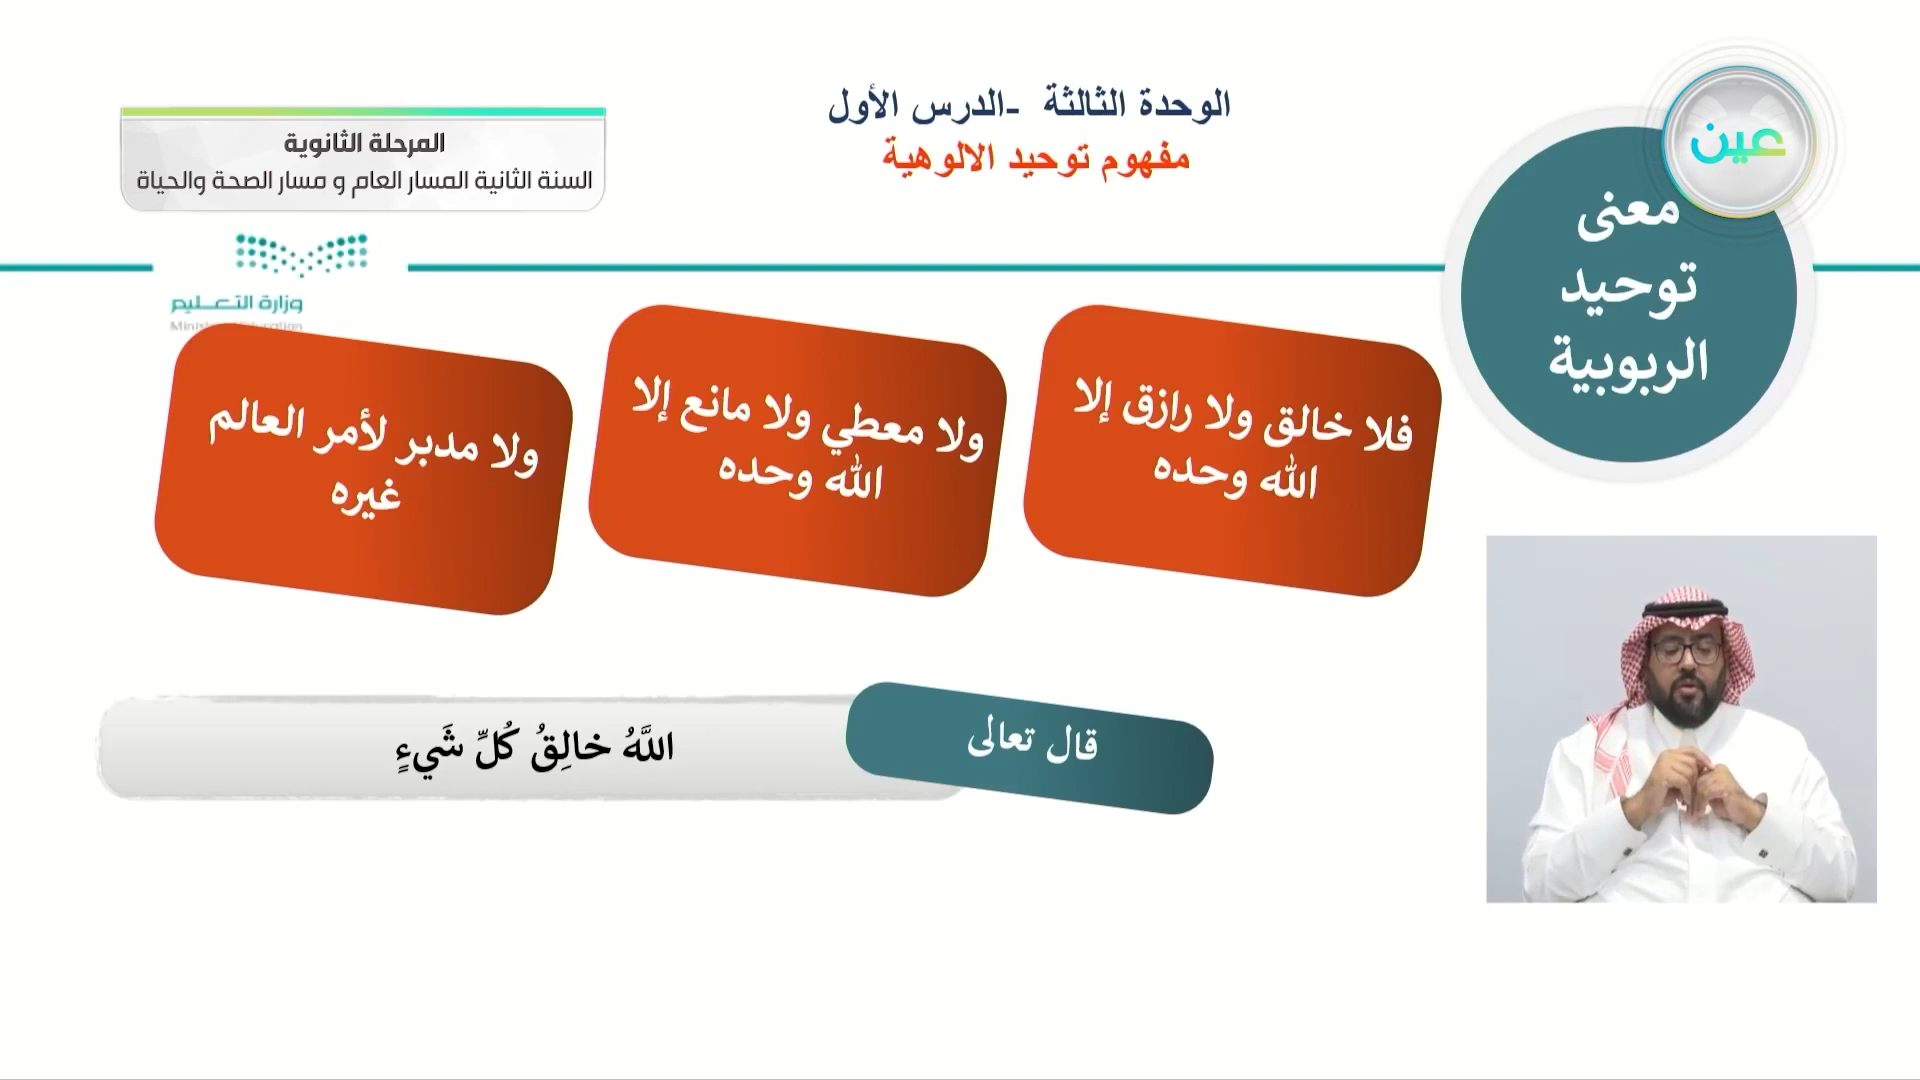 الوحدة الثالثة -الدرس الأول
مفهوم توحيد الالوهية
المرحلة الثانوية
السنة الثانية المسار العام و مسار الصحة والحياة
عين
وزارة التعليم
معنى
توحيد
الربوبية
فلا خالق ولا رازق إلا
الله وحده
ولا معطي ولا مانع إلا
الله وحده
ولا مدبر لأمر العالم
غيره
قال تعالى
اللَّهُ خالِقُ كُلِّ شَيءٍ